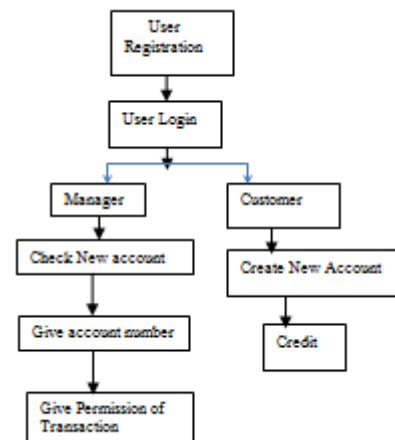 User
Registration
User Login
Manager
Customer
Check New account
Create New Account
Give account number
Credit
Give Permission of
Transaction